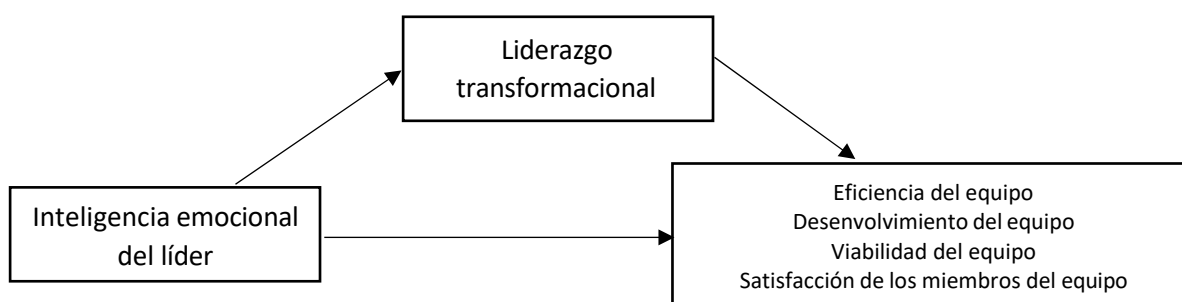 Liderazgo
transformacional
Inteligencia emocional
del líder
Eficiencia del equipo
Desenvolvimiento del equipo
Viabilidad del equipo
Satisfacción de los miembros del equipo